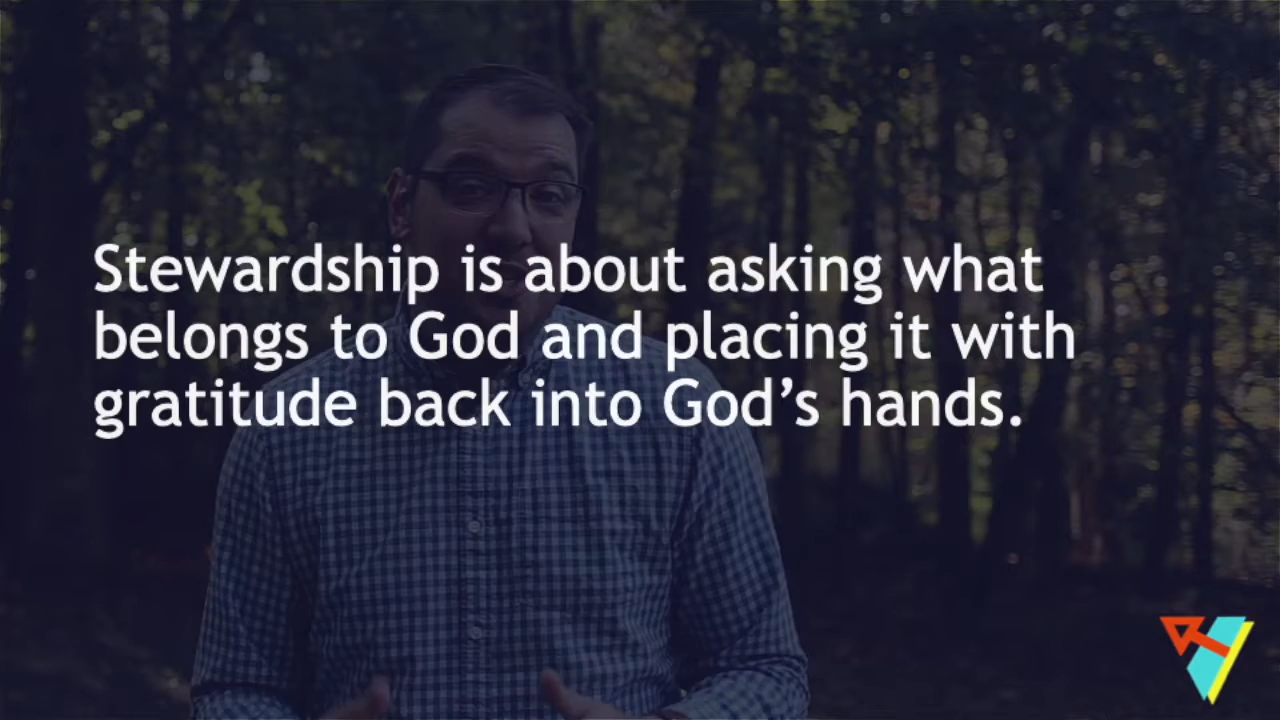 Stewardship is about asking what
belongs to God and placing it with
gratitude back into God’s hands.